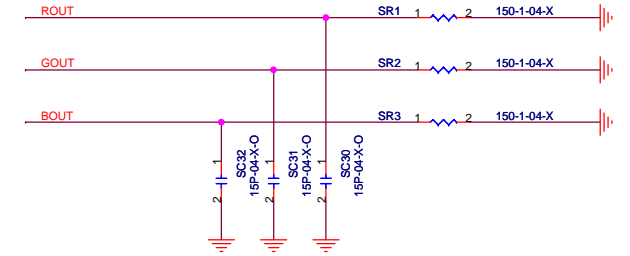 ROUT SR1 1 2 150-1-04-X
GOUT SR2 1 2 150-1-04-X
BOUT SR3 1 2 150-1-04-X
1 2 SC32 15P-04-X-O
1 2 SC31 15P-04-X-O
1 2 SC30 15P-04-X-O